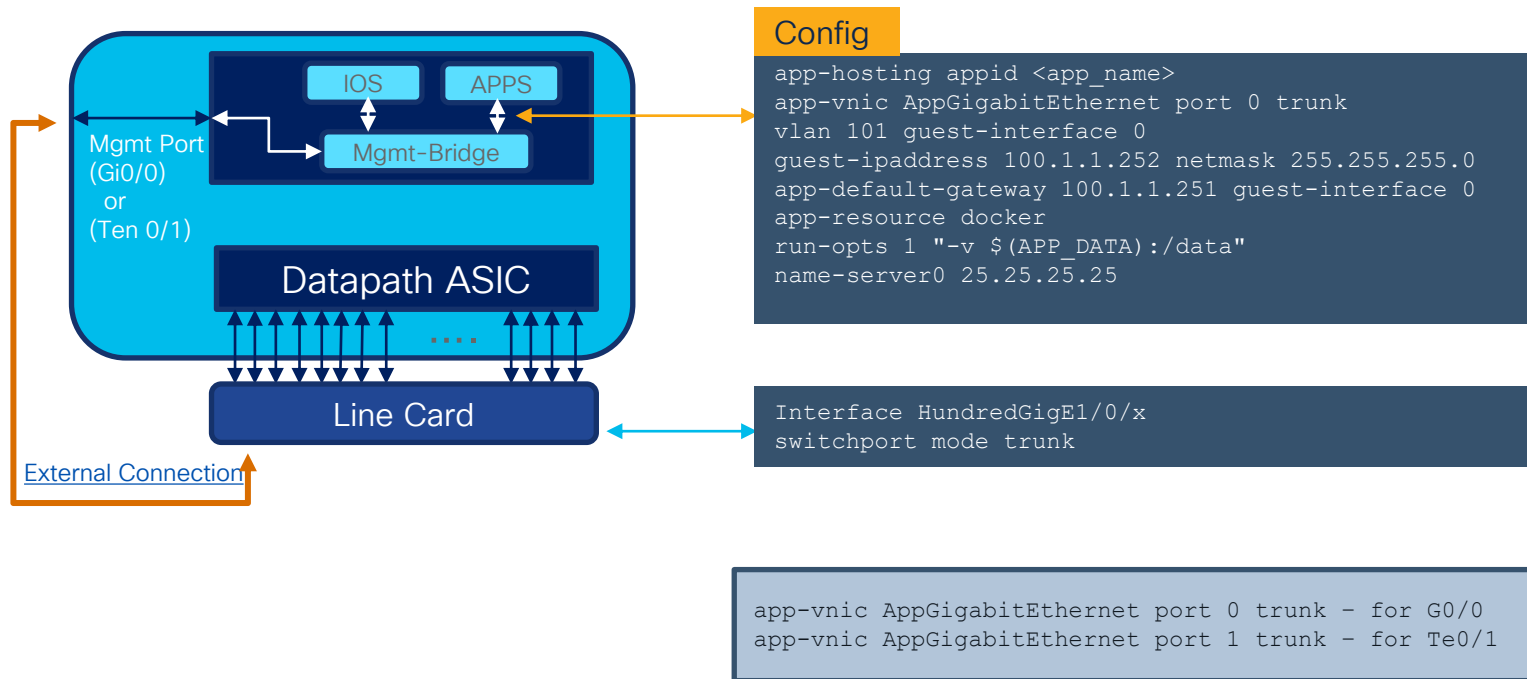 IOS
APPS
Mgmt-Bridge
Mgmt Port
(Gi0/0)
or
(Ten 0/1)
Datapath ASIC
....
Line Card
External Connection
Config
app-hosting appid <app_name>
app-vnic AppGigabitEthernet port 0 trunk
vlan 101 guest-interface 0
guest-ipaddress 100.1.1.252 netmask 255.255.255.0
app-default-gateway 100.1.1.251 guest-interface 0
app-resource docker
run-opts 1 "-v $(APP_DATA):/data"
name-server0 25.25.25.25
Interface HundredGigE1/0/x
switchport mode trunk
app-vnic AppGigabitEthernet port 0 trunk – for G0/0
app-vnic AppGigabitEthernet port 1 trunk – for Te0/1